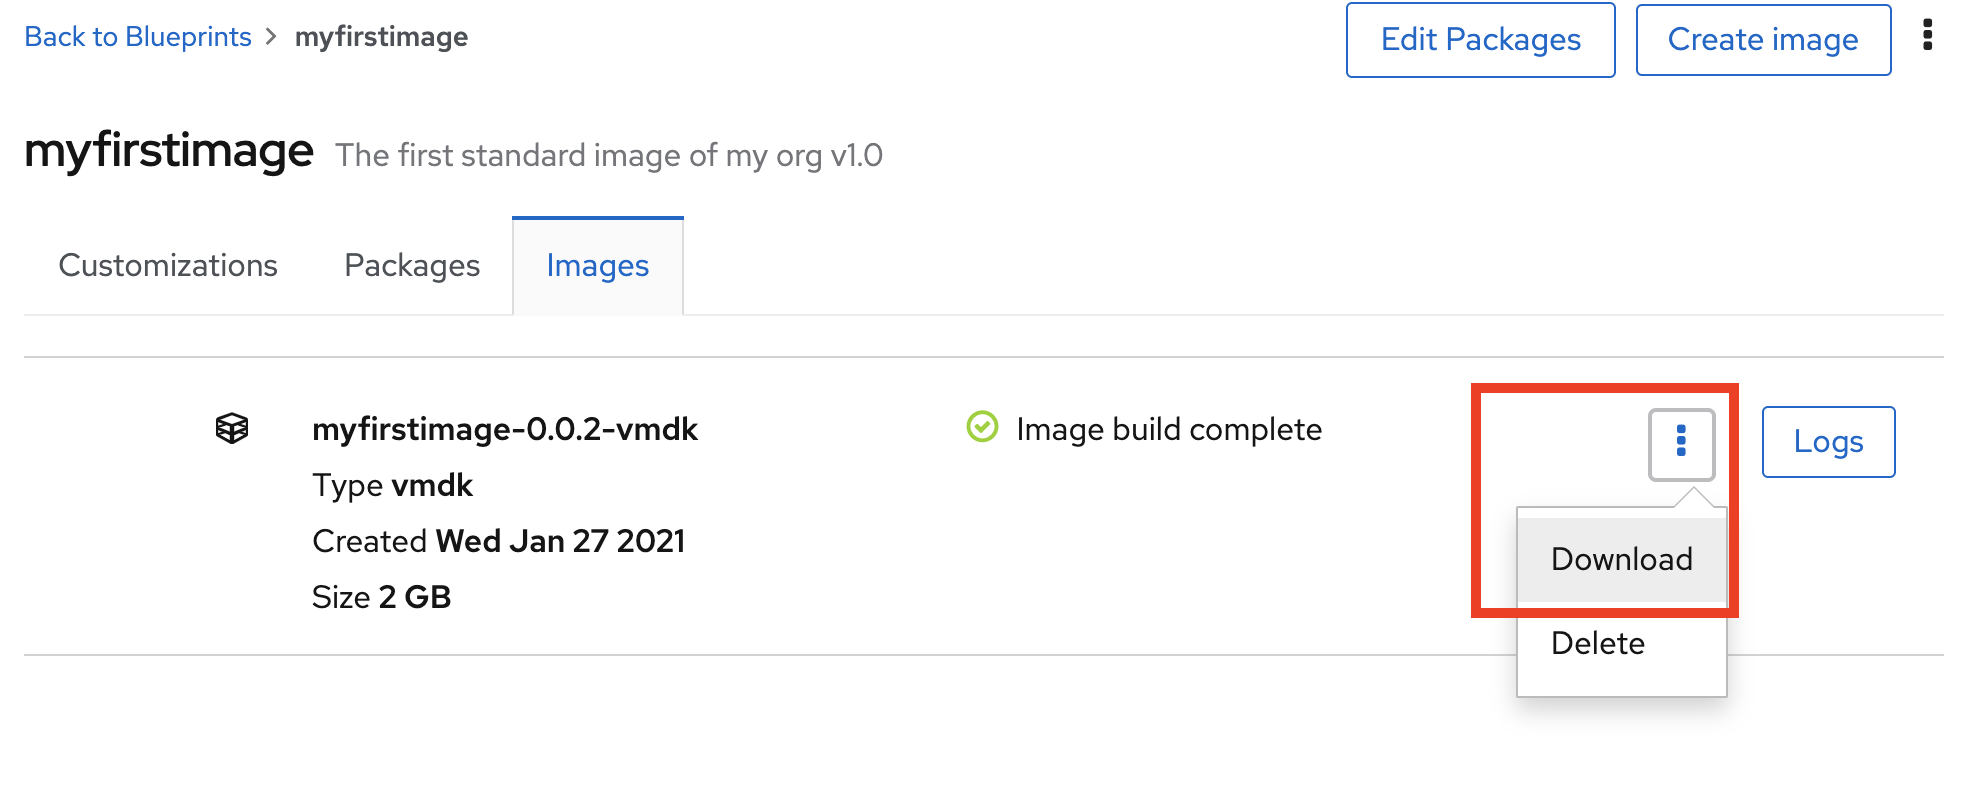 Back to Blueprints > myfirstimage
Edit Packages
Create image
myfirstimage The first standard image of my org v1.0
Customizations
Packages
Images
myfirstimage-0.0.2-vmdk
Type vmdk
Created Wed Jan 27 2021
Size 2 GB
Image build complete
Logs
Download
Delete